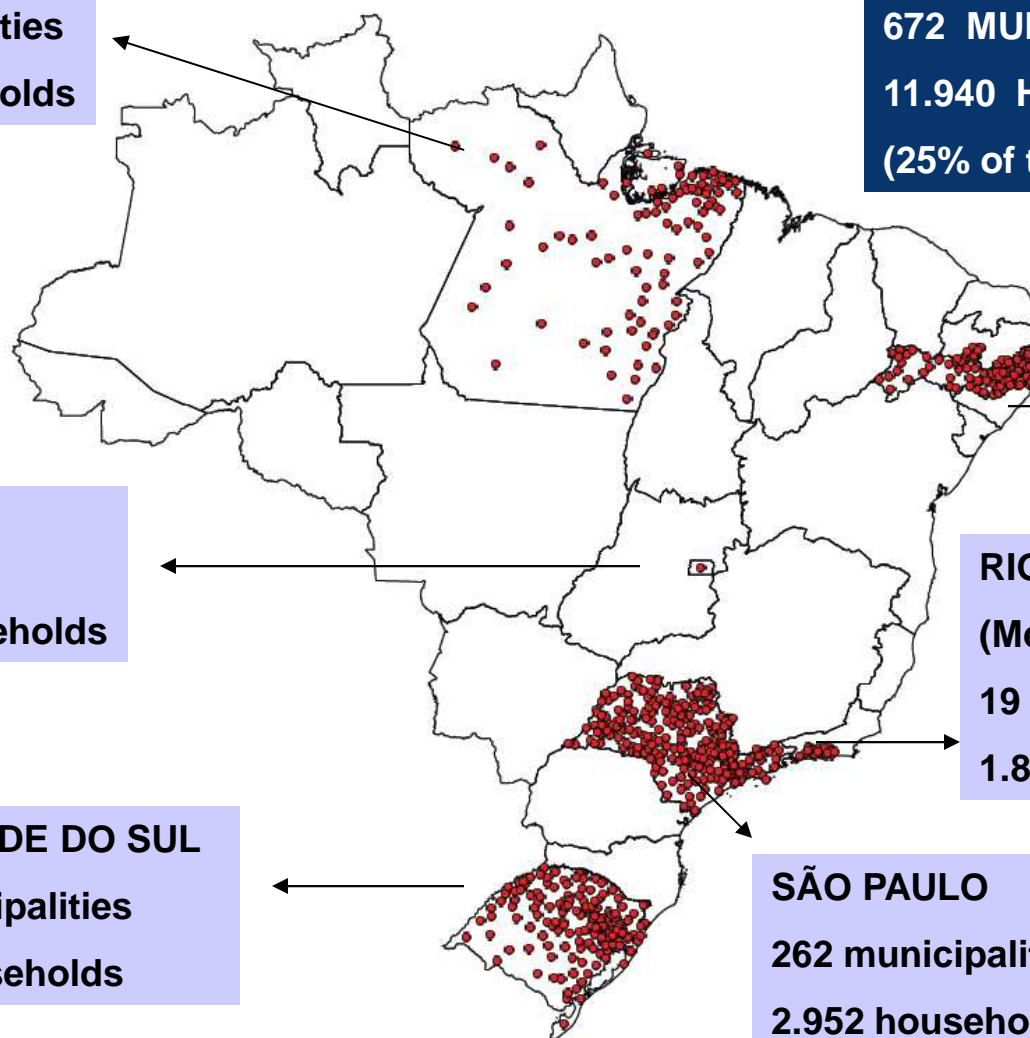 ties
olds
672 MUI
11.940 H
(25% of t
eholds
RIO
(Me
19
1.8
DE DO SUL
ipalities
seholds
SÃO PAULO
262 municipalit
2.952 househo